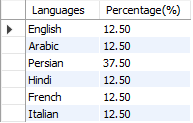 Languages Percentage(%)
English 12.50
Arabic 12.50
Persian 37.50
Hindi 12.50
French 12.50
Italian 12.50